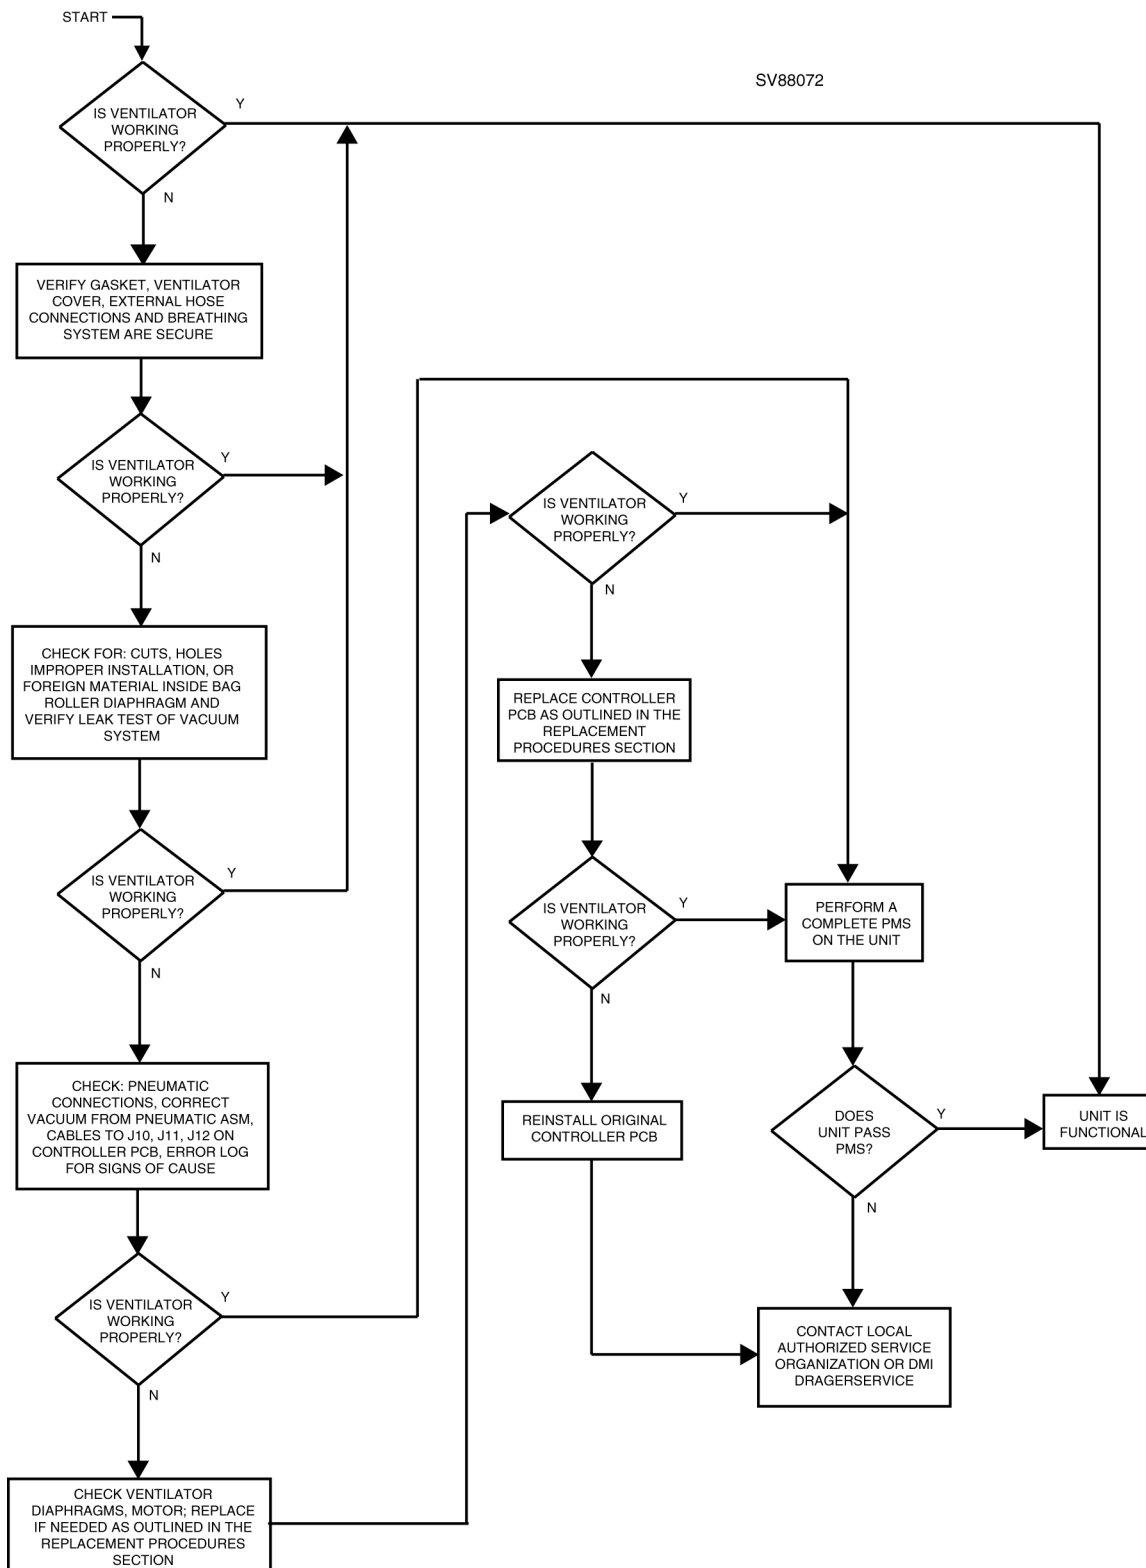 START
SV88072
IS VENTILATOR
WORKING
PROPERLY?
Y
N
VERIFY GASKET, VENTILATOR
COVER, EXTERNAL HOSE
CONNECTIONS AND BREATHING
SYSTEM ARE SECURE
IS VENTILATOR
WORKING
PROPERLY?
Y
N
CHECK FOR: CUTS, HOLES
IMPROPER INSTALLATION, OR
FOREIGN MATERIAL INSIDE BAG
ROLLER DIAPHRAGM AND
VERIFY LEAK TEST OF VACUUM
SYSTEM
IS VENTILATOR
WORKING
PROPERLY?
Y
N
CHECK: PNEUMATIC
CONNECTIONS, CORRECT
VACUUM FROM PNEUMATIC ASM,
CABLES TO J10, J11, J12 ON
CONTROLLER PCB, ERROR LOG
FOR SIGNS OF CAUSE
IS VENTILATOR
WORKING
PROPERLY?
Y
N
CHECK VENTILATOR
DIAPHRAGMS, MOTOR; REPLACE
IF NEEDED AS OUTLINED IN THE
REPLACEMENT PROCEDURES
SECTION
IS VENTILATOR
WORKING
PROPERLY?
Y
N
REPLACE CONTROLLER
PCB AS OUTLINED IN THE
REPLACEMENT
PROCEDURES SECTION
IS VENTILATOR
WORKING
PROPERLY?
Y
N
REINSTALL ORIGINAL
CONTROLLER PCB
PERFORM A
COMPLETE PMS
ON THE UNIT
DOES
UNIT PASS
PMS?
Y
N
UNIT IS
FUNCTIONAL
CONTACT LOCAL
AUTHORIZED SERVICE
ORGANIZATION OR DMI
DRAGERSERVICE